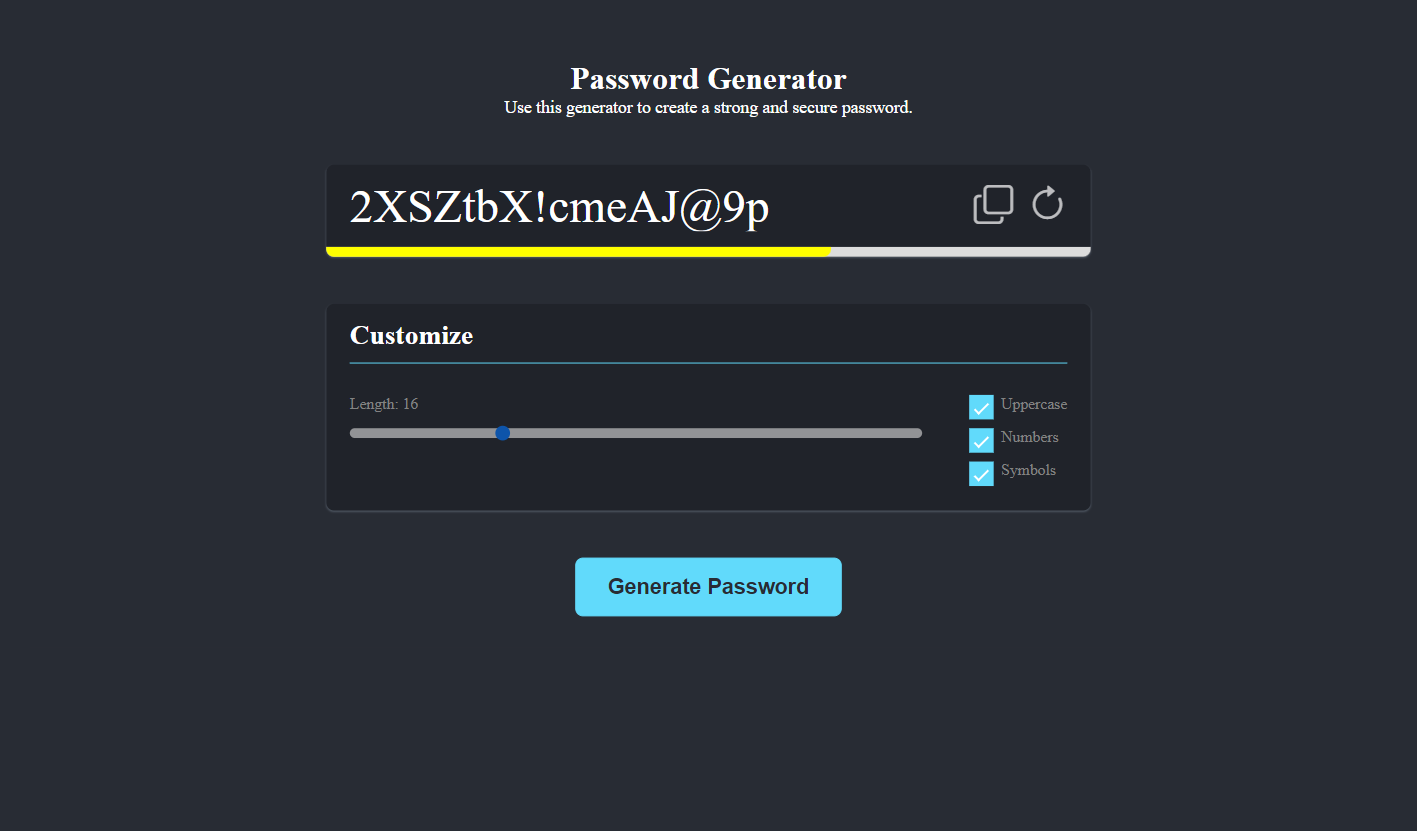 Password Generator
Use this generator to create a strong and secure password.
2XSZtbX!cmeAJ@9p
Customize
Length: 16
Uppercase
Numbers
Symbols
Generate Password